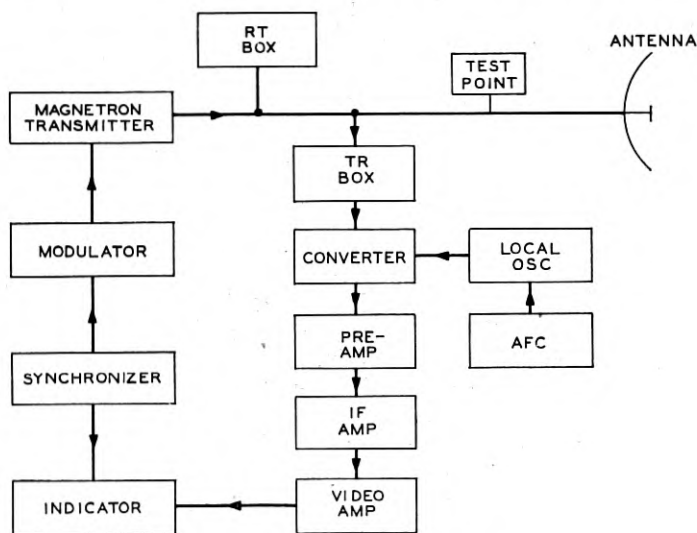 RT
BOX
ANTENNA
TEST
POINT
MAGNETRON
TRANSMITTER
TR
BOX
MODULATOR
CONVERTER
LOCAL
OSC
PRE-
AMP
AFC
SYNCHRONIZER
IF
AMP
INDICATOR
VIDEO
AMP